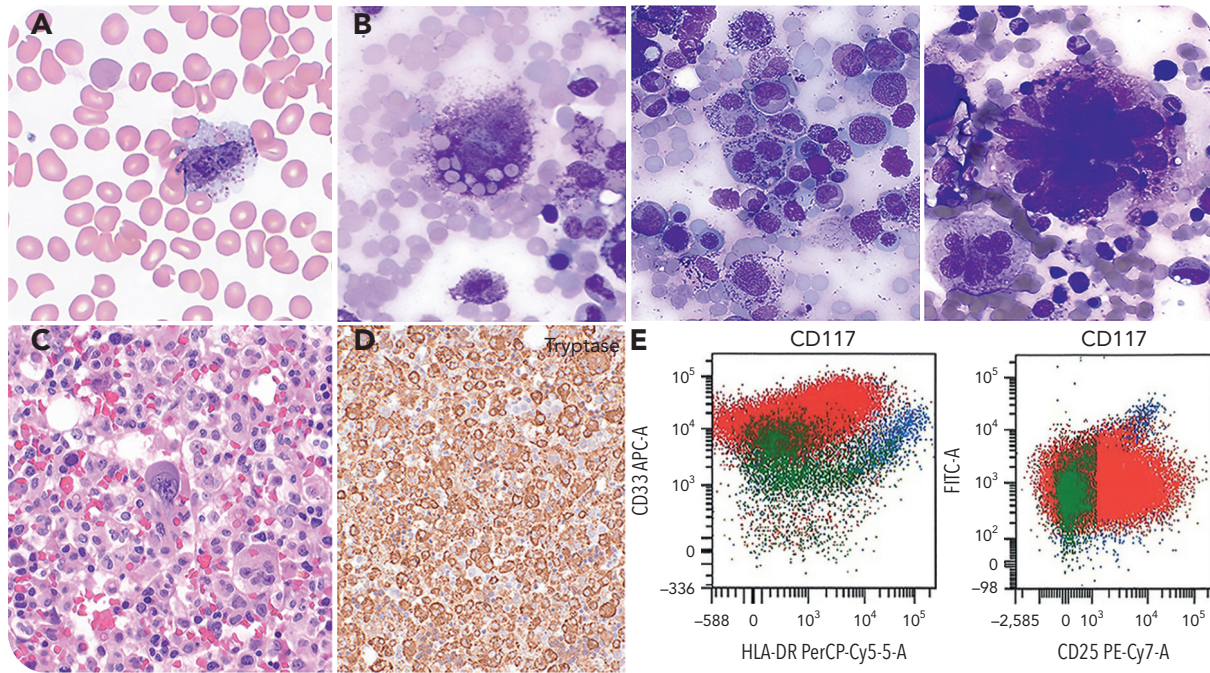 A
B
C
D
Tryptase
E
CD117
10⁵
10⁴
10³
0
−336
−588
0
10³
10⁴
10⁵
CD33 APC-A
HLA-DR PerCP-Cy5-5-A
CD117
10⁵
10⁴
10³
10²
0
−98
−2,585
0
10³
10⁴
10⁵
FITC-A
CD25 PE-Cy7-A